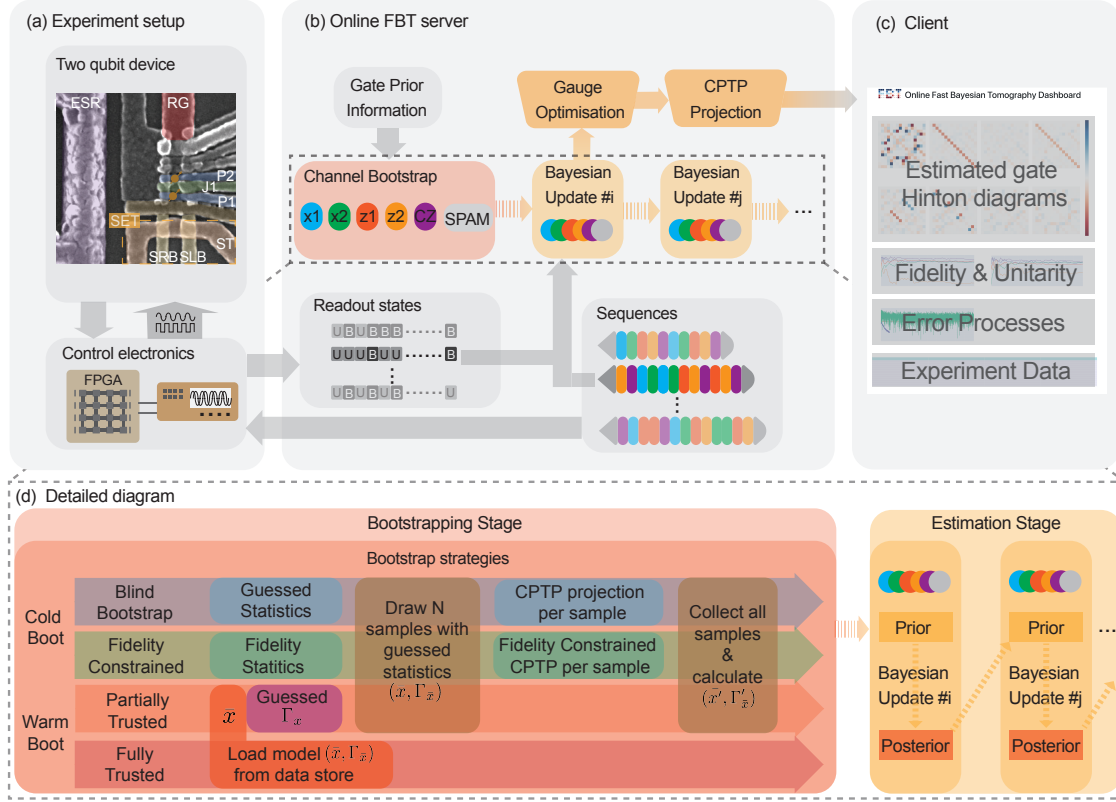 (a) Experiment setup
Two qubit device
ESR
RG
P2
J1
P1
SET
ST
SRB SLB
Control electronics
FPGA
(b) Online FBT server
Gate Prior
Information
Gauge
Optimisation
CPTP
Projection
Channel Bootstrap
x1 x2 z1 z2 CZ SPAM
Bayesian
Update #i
Bayesian
Update #j
...
Readout states
U B U B B B ...... B
U U U B U U ...... B
U B U B U B ...... U
Sequences
(c) Client
FBT Online Fast Bayesian Tomography Dashboard
Estimated gate
Hinton diagrams
Fidelity & Unitarity
Error Processes
Experiment Data
(d) Detailed diagram
Bootstrapping Stage
Bootstrap strategies
Cold
Boot
Warm
Boot
Blind
Bootstrap
Guessed
Statistics
Fidelity
Constrained
Fidelity
Statitics
Draw N
samples with
guessed
statistics
(x, Γ_x̄)
CPTP projection
per sample
Fidelity Constrained
CPTP per sample
Collect all
samples
&
calculate
(x̄′, Γ′_x̄)
Partially
Trusted
x̄
Guessed
Γ_x
Fully
Trusted
Load model (x̄, Γ_x̄)
from data store
Estimation Stage
Prior
Bayesian
Update #i
Posterior
Prior
Bayesian
Update #j
Posterior
...